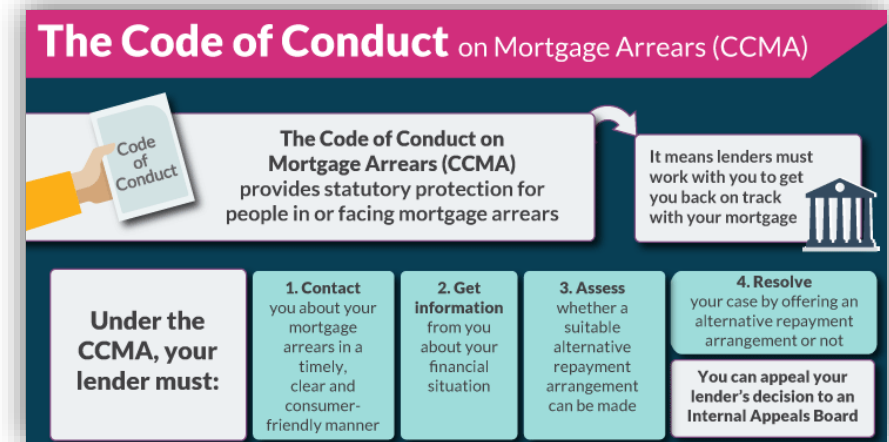 The Code of Conduct on Mortgage Arrears (CCMA)
Code
of
Conduct
The Code of Conduct on
Mortgage Arrears (CCMA)
provides statutory protection for
people in or facing mortgage arrears
It means lenders must
work with you to get
you back on track
with your mortgage
Under the
CCMA, your
lender must:
1. Contact
you about your
mortgage
arrears in a
timely,
clear and
consumer-
friendly manner
2. Get
information
from you
about your
financial
situation
3. Assess
whether a
suitable
alternative
repayment
arrangement
can be made
4. Resolve
your case by offering an
alternative repayment
arrangement or not
You can appeal your
lender's decision to an
Internal Appeals Board